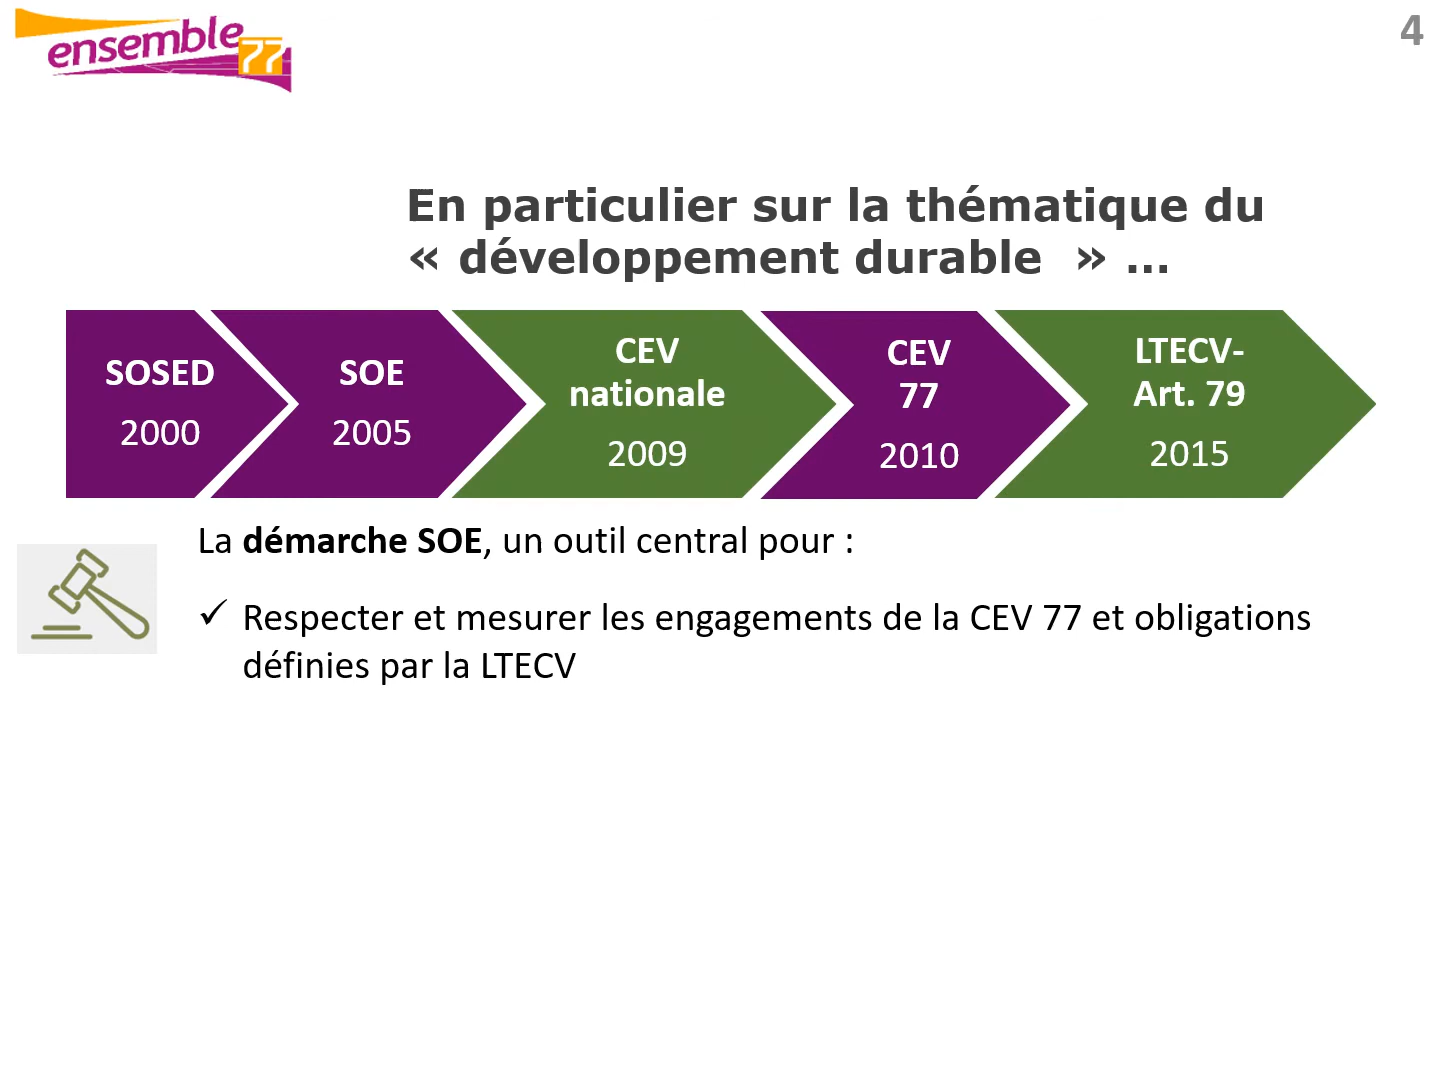 ensemble
77
4
En particulier sur la thématique du
« développement durable  » ...
SOSED
2000
SOE
2005
CEV
nationale
2009
CEV
77
2010
LTECV-
Art. 79
2015
La démarche SOE, un outil central pour :
✓ Respecter et mesurer les engagements de la CEV 77 et obligations
définies par la LTECV